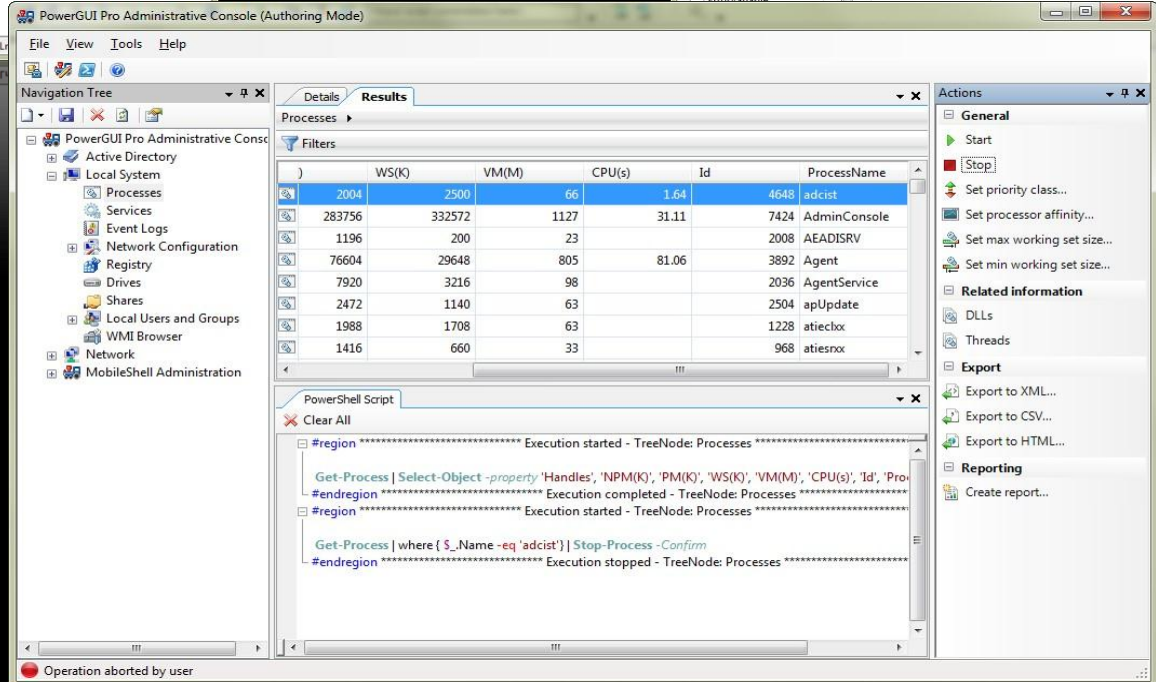 PowerGUI Pro Administrative Console (Authoring Mode)
File View Tools Help
Navigation Tree
PowerGUI Pro Administrative Consc
Active Directory
Local System
Processes
Services
Event Logs
Network Configuration
Registry
Drives
Shares
Local Users and Groups
WMI Browser
Network
MobileShell Administration
Details Results
Processes
Filters
) WS(K) VM(M) CPU(s) Id ProcessName
2004 2500 66 1.64 4648 adcist
283756 332572 1127 31.11 7424 AdminConsole
1196 200 23 2008 AEADISRV
76604 29648 805 81.06 3892 Agent
7920 3216 98 2036 AgentService
2472 1140 63 2504 apUpdate
1988 1708 63 1228 atieclxx
1416 660 33 968 atiesrxx
PowerShell Script
Clear All
#region ****************************** Execution started - TreeNode: Processes ******************************
Get-Process | Select-Object -property 'Handles', 'NPM(K)', 'PM(K)', 'WS(K)', 'VM(M)', 'CPU(s)', 'Id', 'Pro
#endregion ****************************** Execution completed - TreeNode: Processes *********************
#region ****************************** Execution started - TreeNode: Processes ******************************
Get-Process | where { $_.Name -eq 'adcist'} | Stop-Process -Confirm
#endregion ****************************** Execution stopped - TreeNode: Processes ************************
Actions
General
Start
Stop
Set priority class...
Set processor affinity...
Set max working set size...
Set min working set size...
Related information
DLLs
Threads
Export
Export to XML...
Export to CSV...
Export to HTML...
Reporting
Create report...
Operation aborted by user